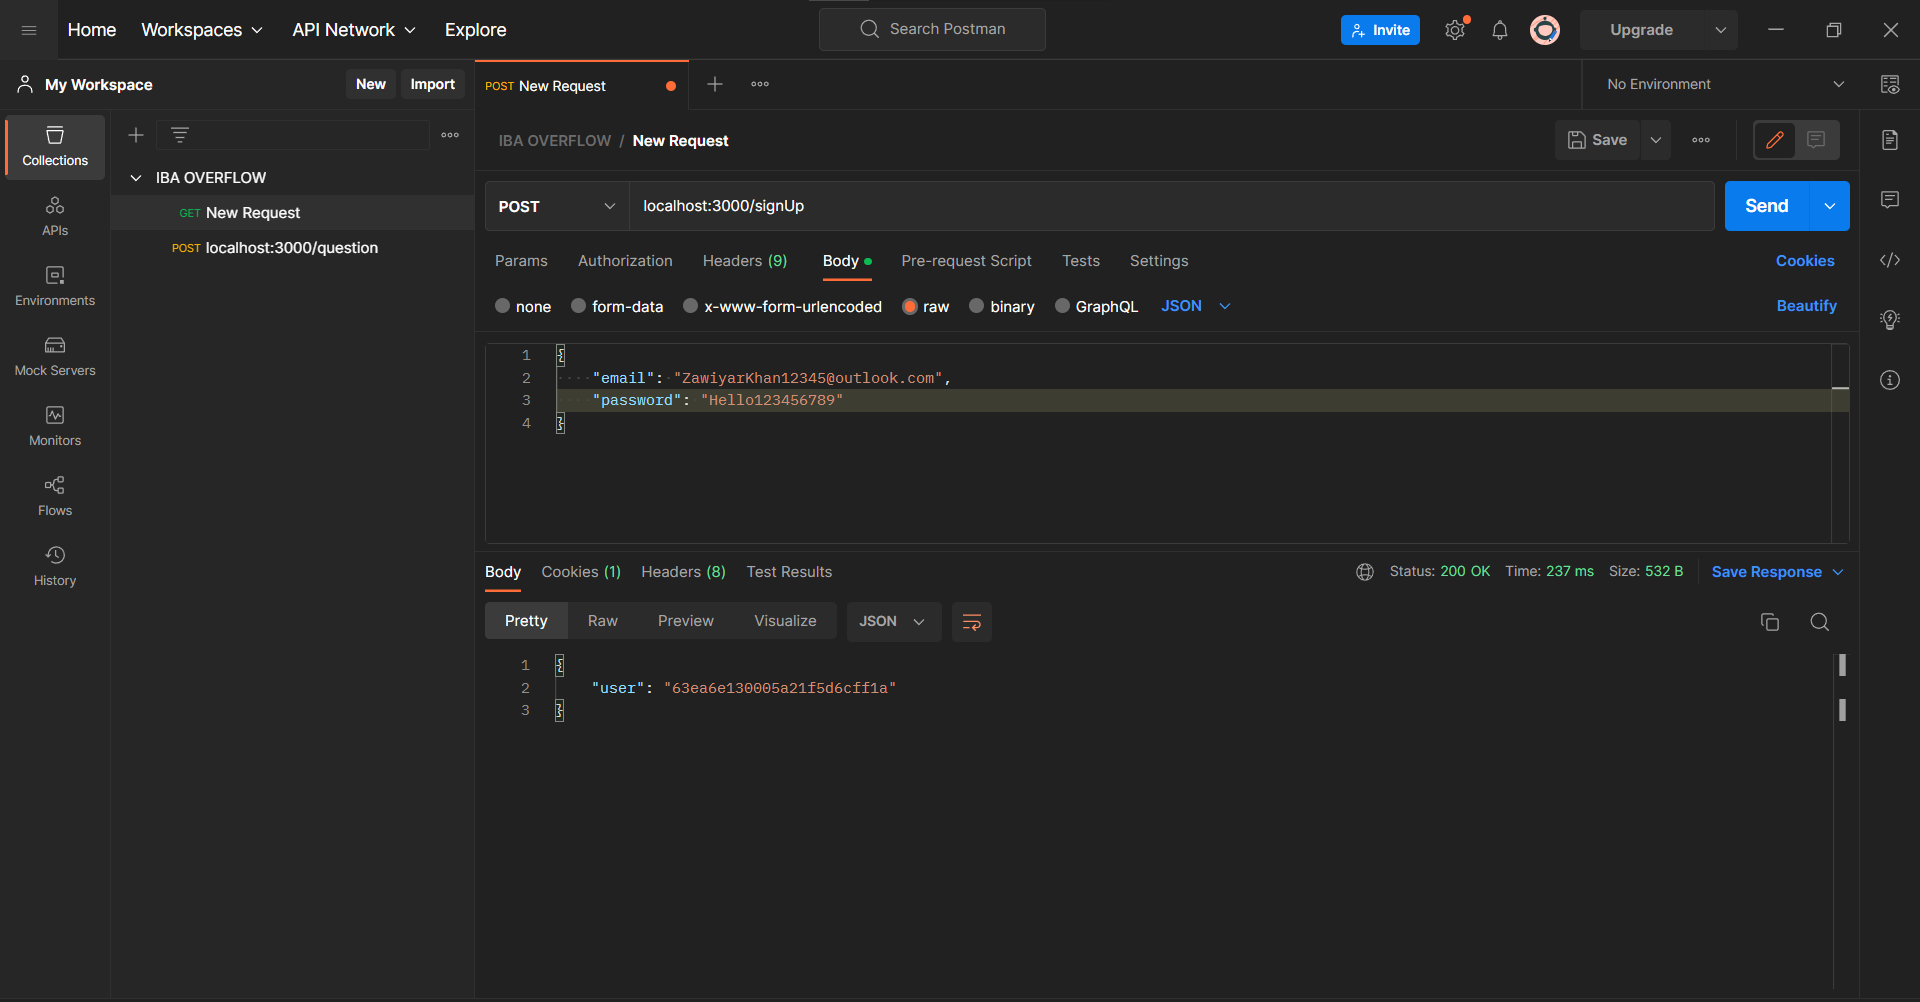 Home Workspaces API Network Explore Search Postman Invite Upgrade
My Workspace New Import POST New Request No Environment
IBA OVERFLOW / New Request Save
Collections
IBA OVERFLOW
GET New Request
POST localhost:3000/question
APIs
Environments
Mock Servers
Monitors
Flows
History
POST localhost:3000/signUp Send
Params Authorization Headers (9) Body Pre-request Script Tests Settings Cookies
none form-data x-www-form-urlencoded raw binary GraphQL JSON Beautify
1 {
2 "email": "ZawiyarKhan12345@outlook.com",
3 "password": "Hello123456789"
4 }
Body Cookies (1) Headers (8) Test Results Status: 200 OK Time: 237 ms Size: 532 B Save Response
Pretty Raw Preview Visualize JSON
1 {
2 "user": "63ea6e130005a21f5d6cff1a"
3 }